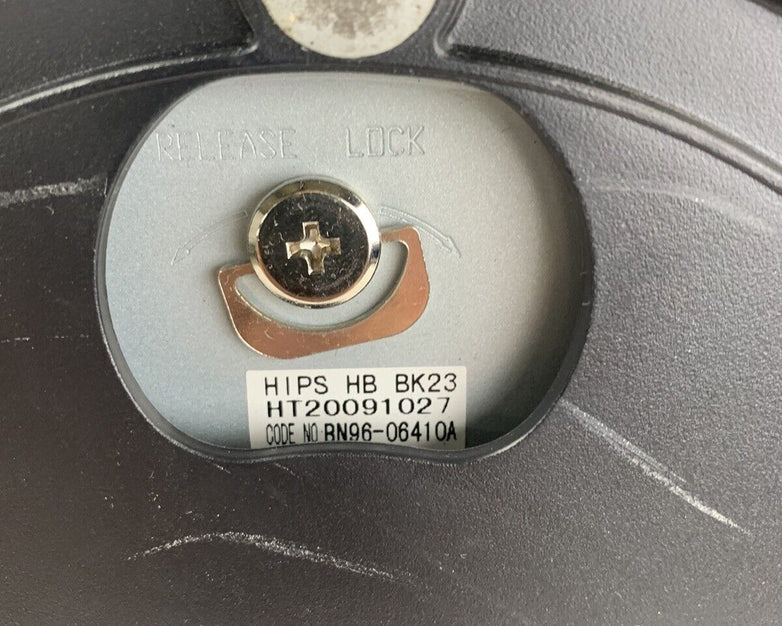 RELEASE LOCK
HIPS HB BK23
HT20091027
CODE NO BN96-06410A